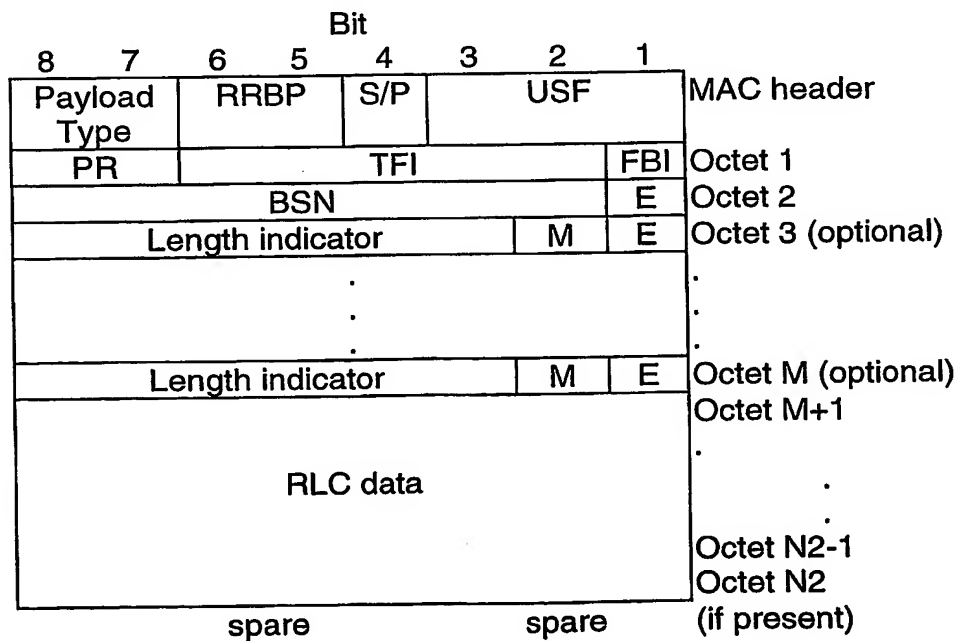 Bit
8 7 6 5 4 3 2 1
Payload Type RRBP S/P USF MAC header
PR TFI FBI Octet 1
BSN E Octet 2
Length indicator M E Octet 3 (optional)
Length indicator M E Octet M (optional)
Octet M+1
RLC data
Octet N2-1
Octet N2
(if present)
spare spare